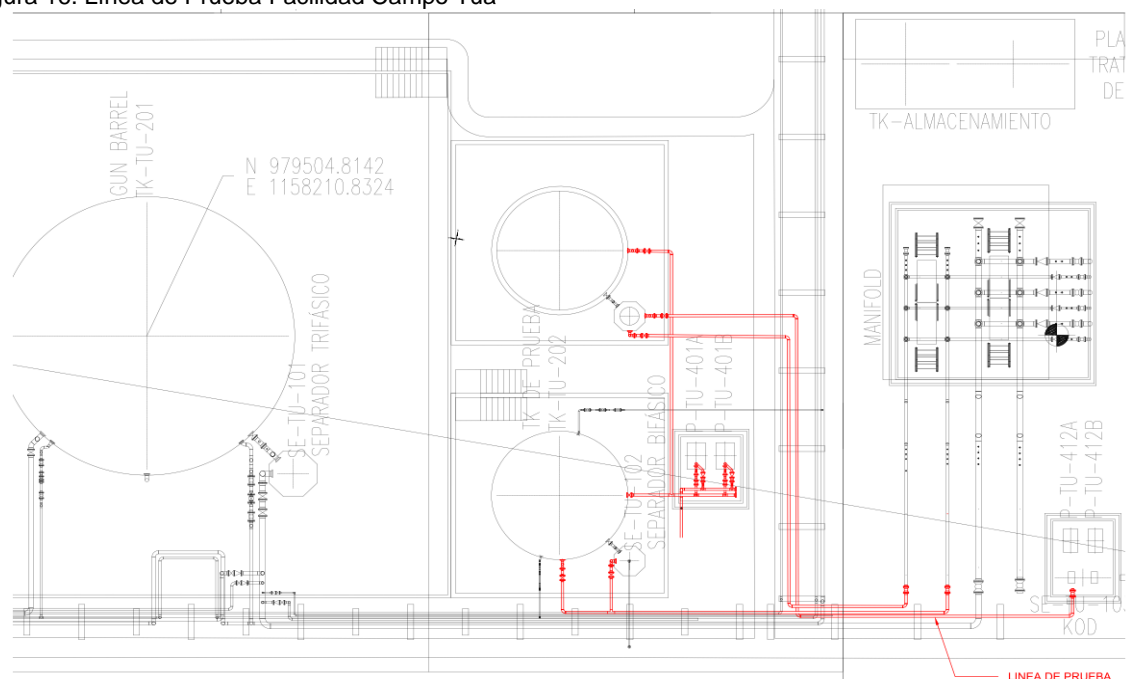 Línea de Prueba Facilidad Campo Tua
GUN BARREL
TK-TU-201
N 979504.8142
E 1158210.8324
SE-TU-101
SEPARADOR TRIFÁSICO
TK DE PRUEBA
TK-TU-202
SE-TU-102
SEPARADOR BIFÁSICO
P-TU-401A
P-TU-401B
TK-ALMACENAMIENTO
MANIFOLD
P-TU-412A
P-TU-412B
KOD
LINEA DE PRUEBA